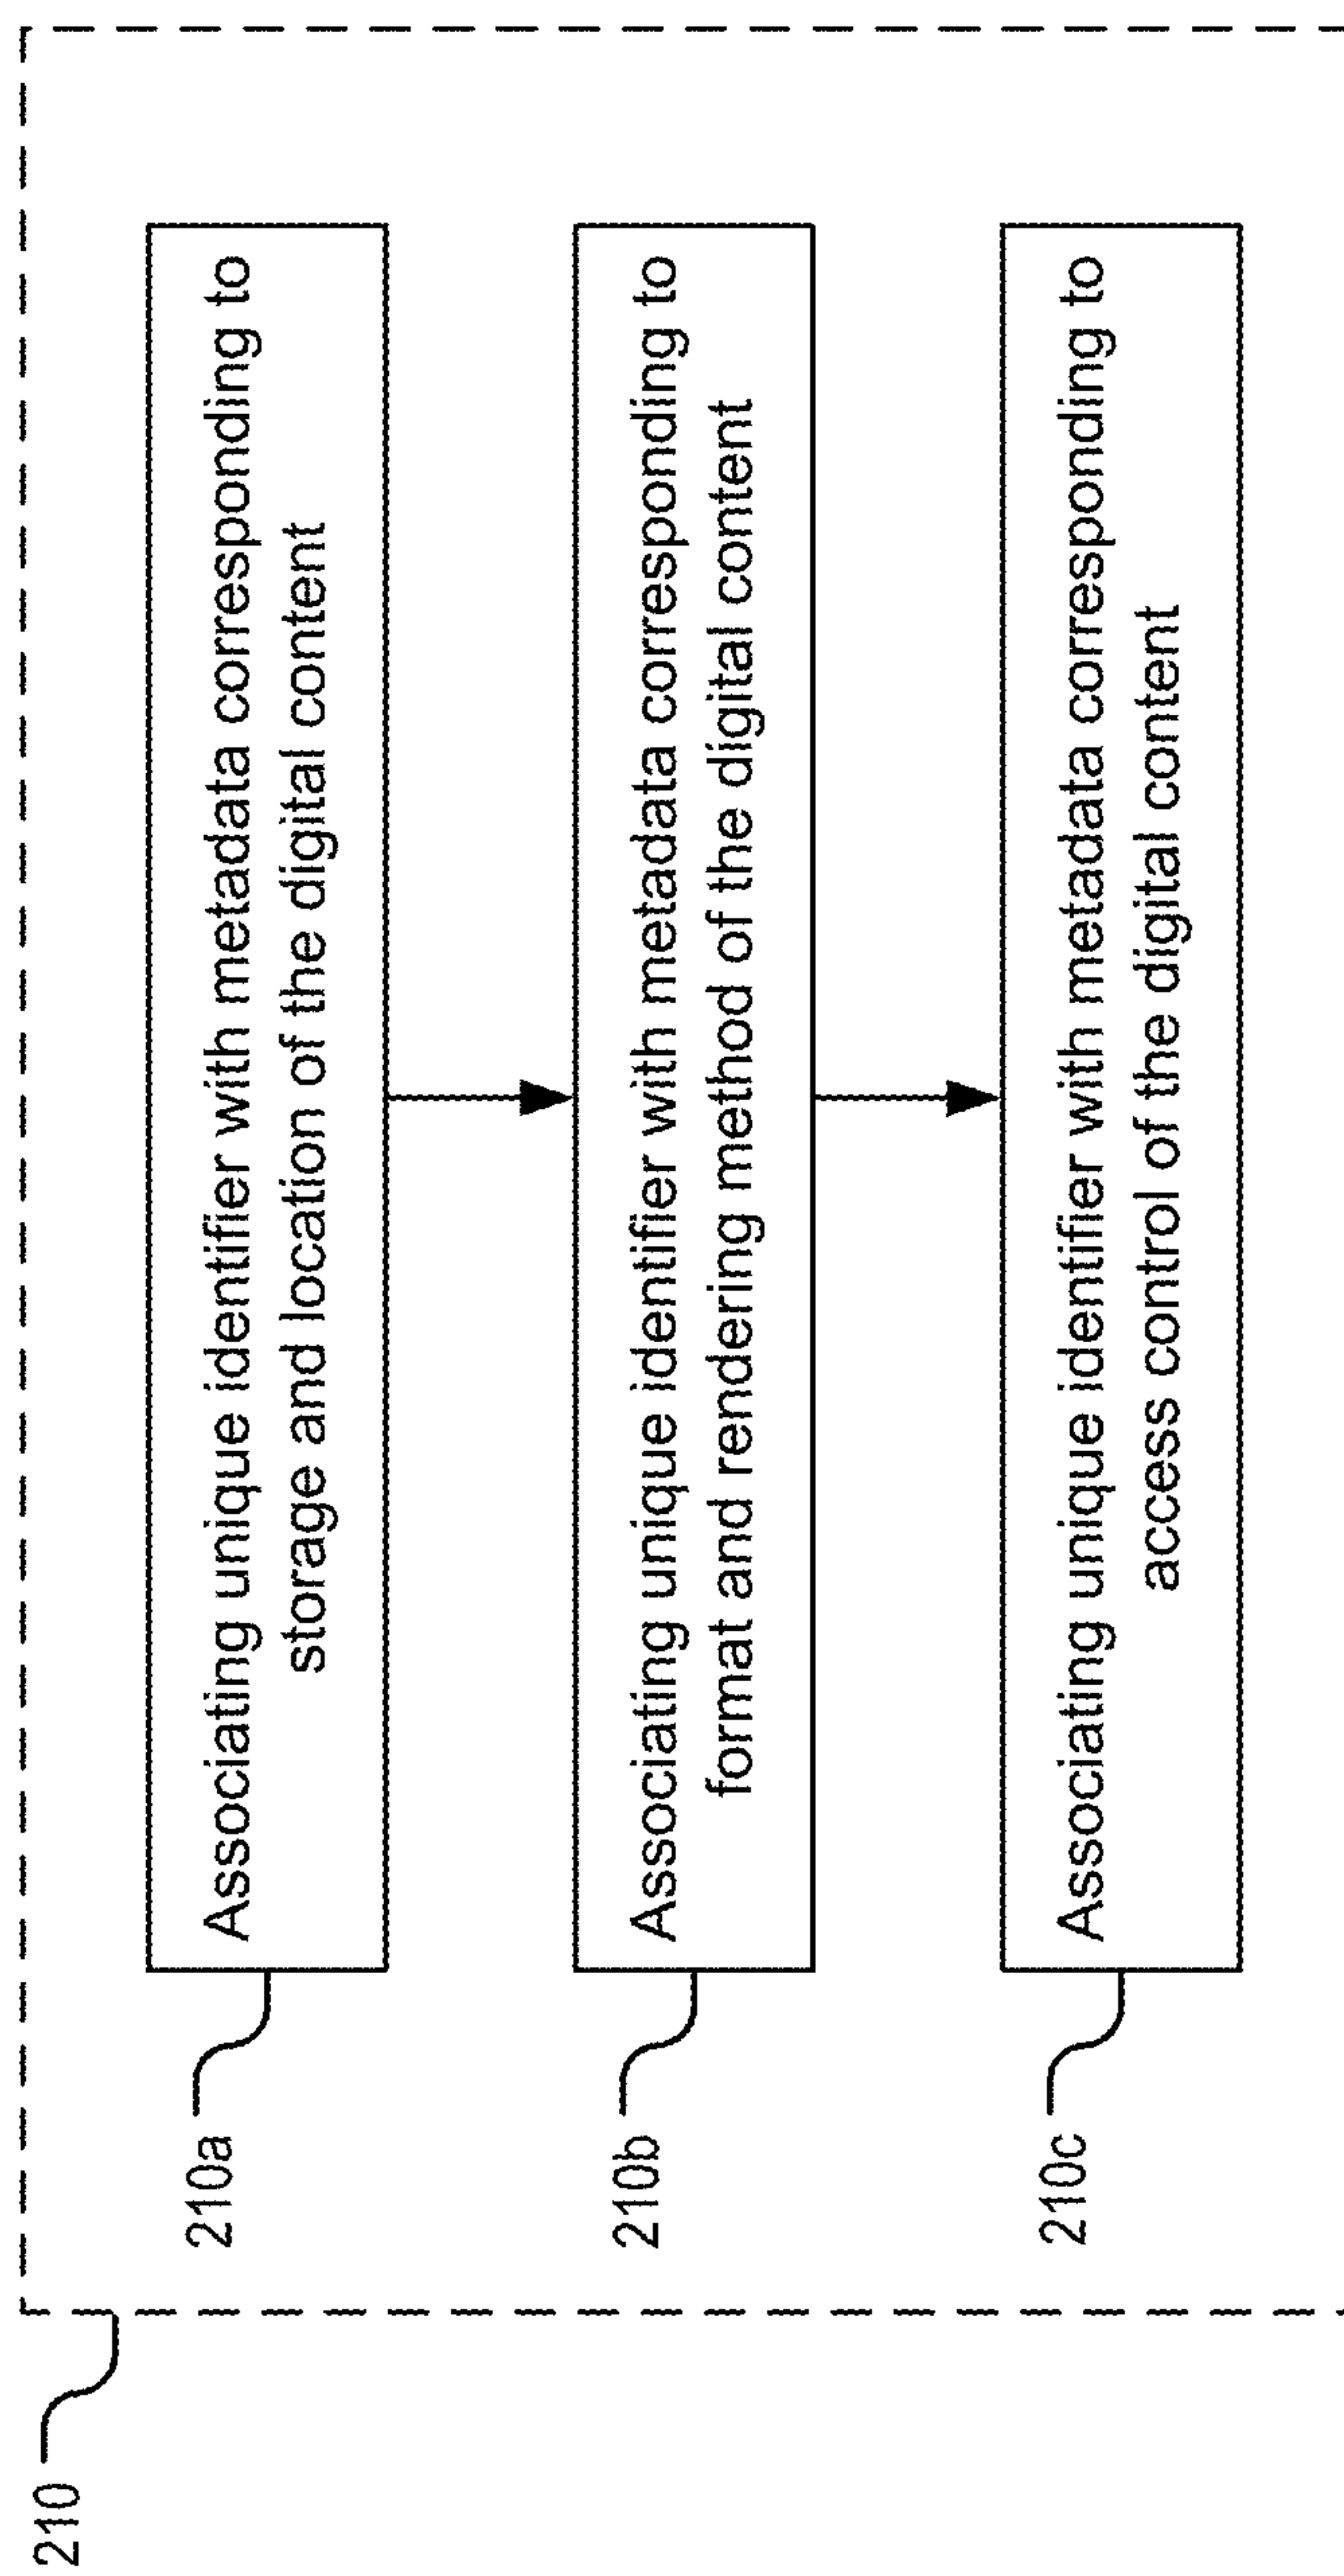 210
210a
Associating unique identifier with metadata corresponding to
storage and location of the digital content
210b
Associating unique identifier with metadata corresponding to
format and rendering method of the digital content
210c
Associating unique identifier with metadata corresponding to
access control of the digital content